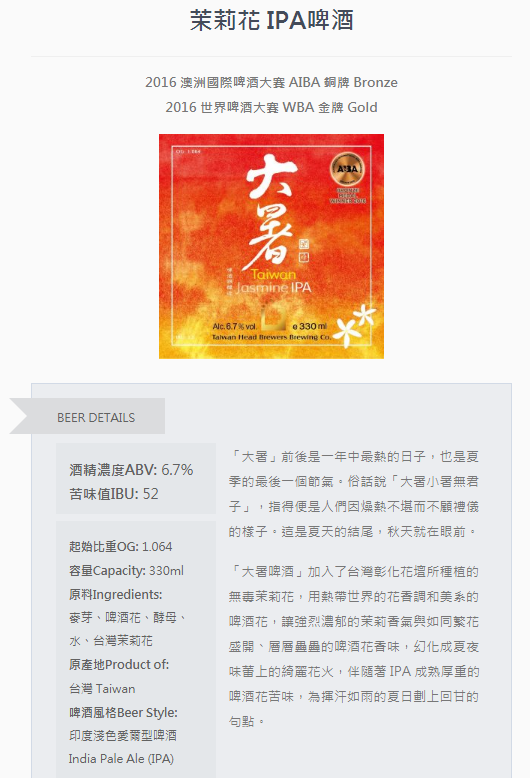 茉莉花 IPA啤酒
2016 澳洲國際啤酒大賽 AIBA 銅牌 Bronze
2016 世界啤酒大賽 WBA 金牌 Gold
AIBA
大暑
Taiwan
Jasmine IPA
Alc.6.7% vol.
e 330 ml
Taiwan Head Brewers Brewing Co.
BEER DETAILS
酒精濃度ABV: 6.7%
苦味值IBU: 52
起始比重OG: 1.064
容量Capacity: 330ml
原料Ingredients:
麥芽、啤酒花、酵母、
水、台灣茉莉花
原產地Product of:
台灣 Taiwan
啤酒風格Beer Style:
印度淺色愛爾型啤酒
India Pale Ale (IPA)
「大暑」前後是一年中最熱的日子，也是夏
季的最後一個節氣。俗話說「大暑小暑無君
子」，指得便是人們因燥熱不堪而不顧禮儀
的樣子。這是夏天的結尾，秋天就在眼前。
「大暑啤酒」加入了台灣彰化花壇所種植的
無毒茉莉花，用熱帶世界的花香調和美系的
啤酒花，讓強烈濃郁的茉莉香氣與如同繁花
盛開、層層疊疊的啤酒花香味，幻化成夏夜
味蕾上的綺麗花火，伴隨著 IPA 成熟厚重的
啤酒花苦味，為揮汗如雨的夏日劃上回甘的
句點。